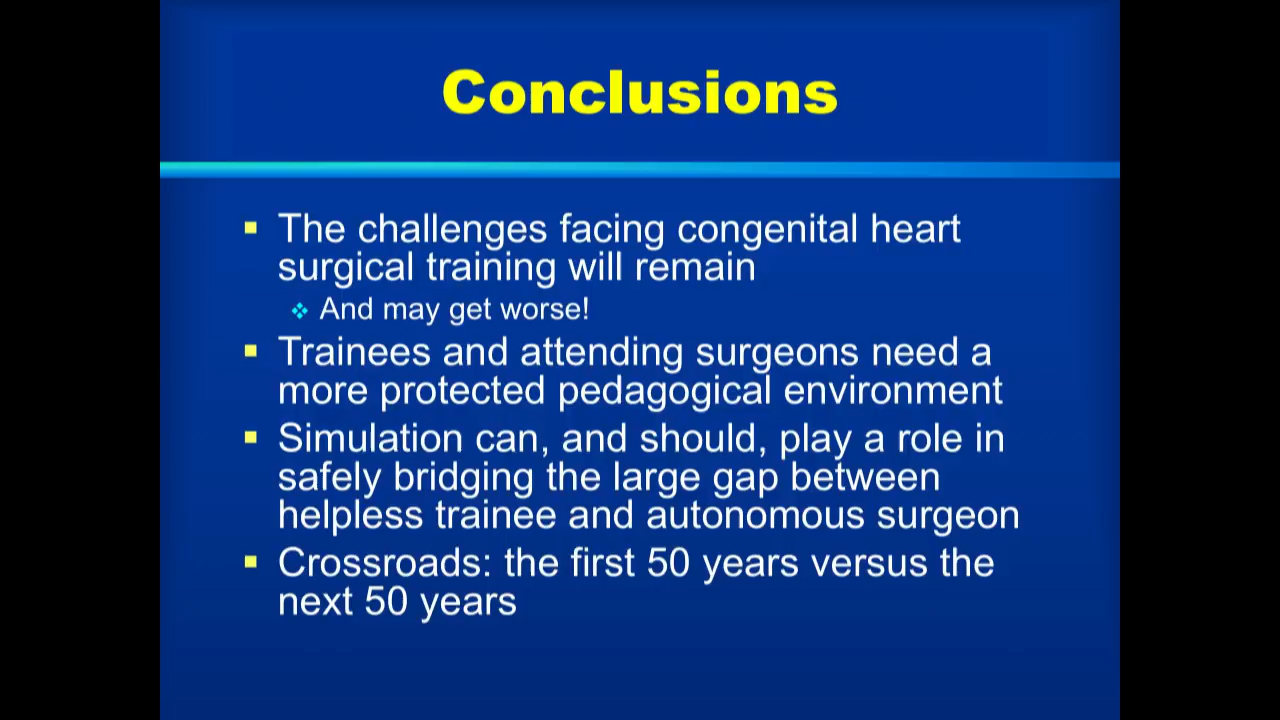 Conclusions
The challenges facing congenital heart
surgical training will remain
And may get worse!
Trainees and attending surgeons need a
more protected pedagogical environment
Simulation can, and should, play a role in
safely bridging the large gap between
helpless trainee and autonomous surgeon
Crossroads: the first 50 years versus the
next 50 years